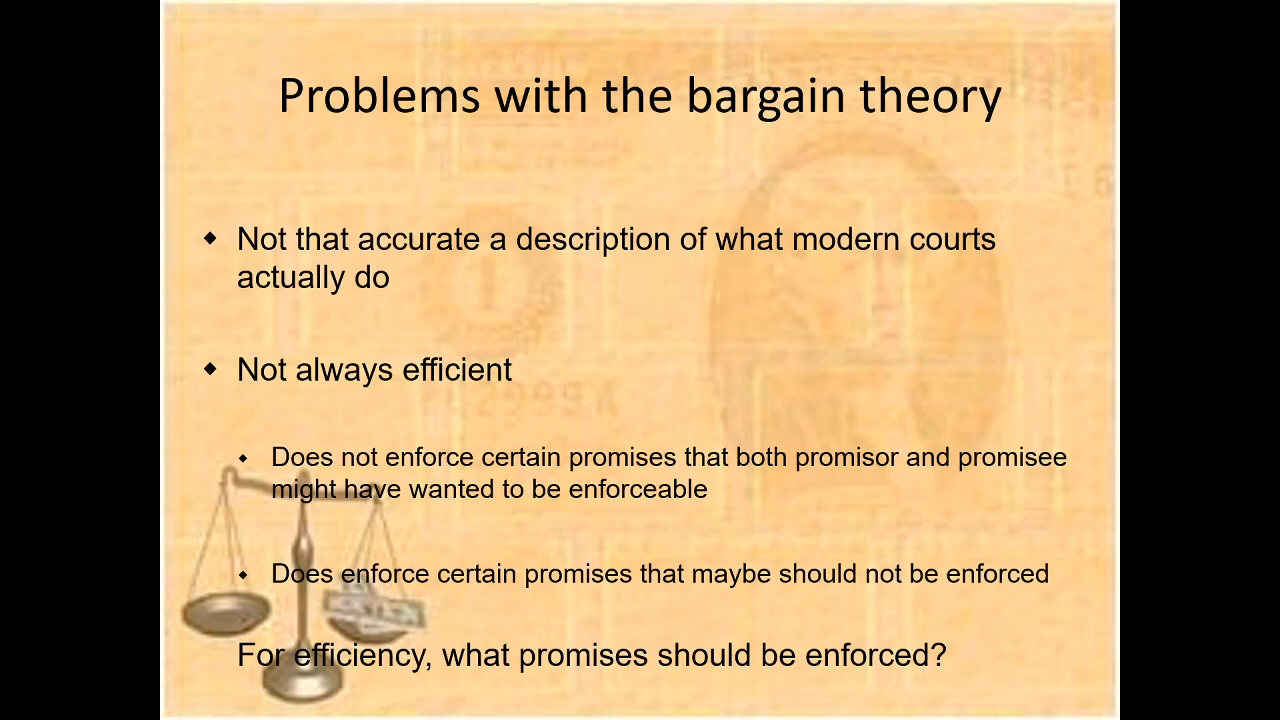 Problems with the bargain theory
Not that accurate a description of what modern courts
actually do
Not always efficient
Does not enforce certain promises that both promisor and promisee
might have wanted to be enforceable
Does enforce certain promises that maybe should not be enforced
For efficiency, what promises should be enforced?